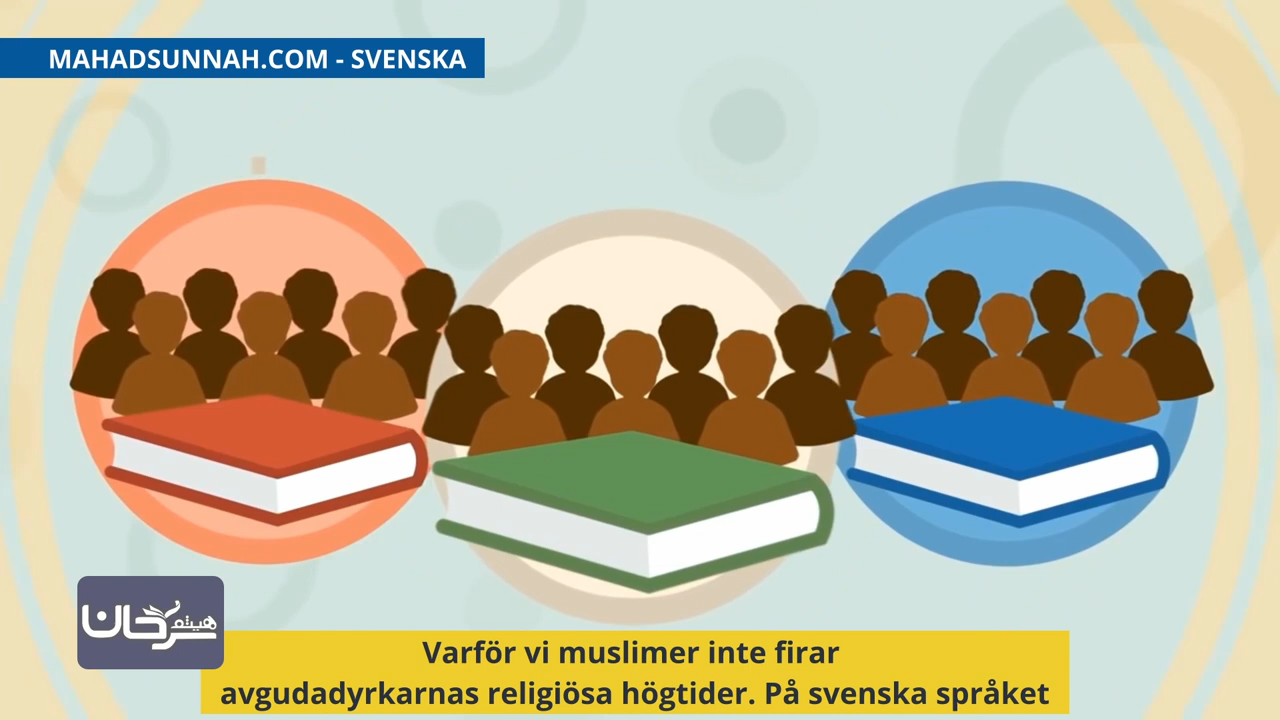 MAHADSUNNAH.COM - SVENSKA
هيثم
سرحان
Varför vi muslimer inte firar
avgudadyrkarnas religiösa högtider. På svenska språket